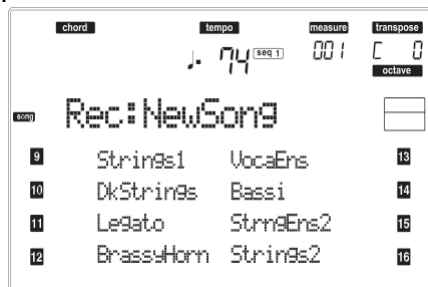 chord tempo measure transpose
♩. 74 seq 1 001 C 0
octave
song Rec:NewSong
9 Strings1 VocaEns 13
10 DkStrings Bassi 14
11 Legato StrngEns2 15
12 BrassyHorn Strings2 16